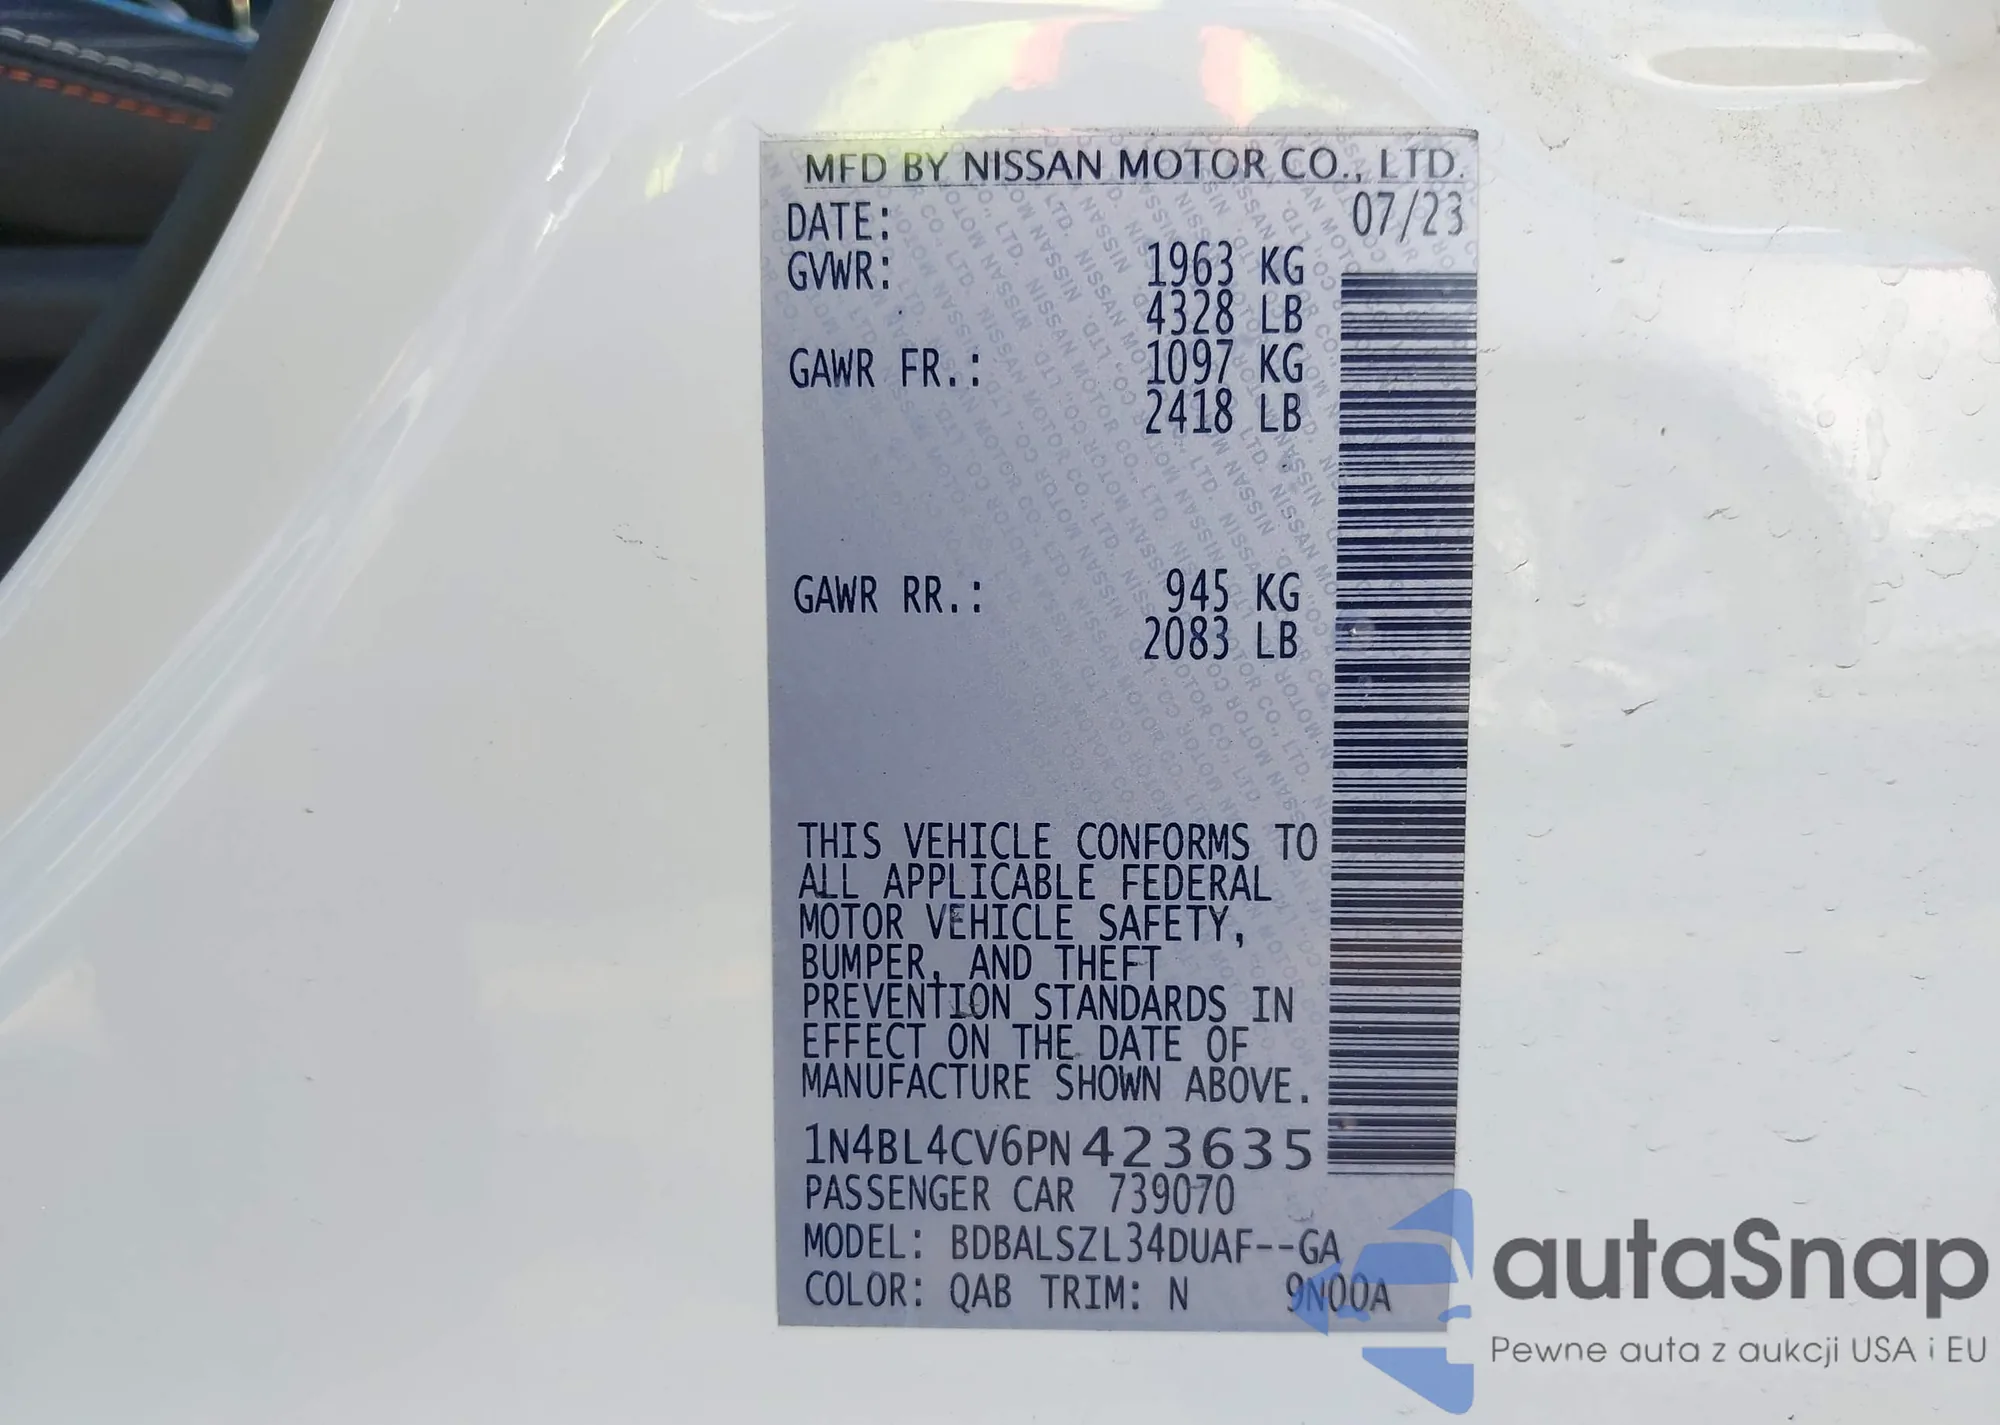 MFD BY NISSAN MOTOR CO., LTD.
DATE: 07/23
GVWR: 1963 KG
4328 LB
GAWR FR.: 1097 KG
2418 LB
GAWR RR.: 945 KG
2083 LB
THIS VEHICLE CONFORMS TO
ALL APPLICABLE FEDERAL
MOTOR VEHICLE SAFETY,
BUMPER, AND THEFT
PREVENTION STANDARDS IN
EFFECT ON THE DATE OF
MANUFACTURE SHOWN ABOVE.
1N4BL4CV6PN423635
PASSENGER CAR 739070
MODEL: BDBALSZL34DUAF--GA
COLOR: QAB TRIM: N 9N00A
autaSnap
Pewne auta z aukcji USA i EU